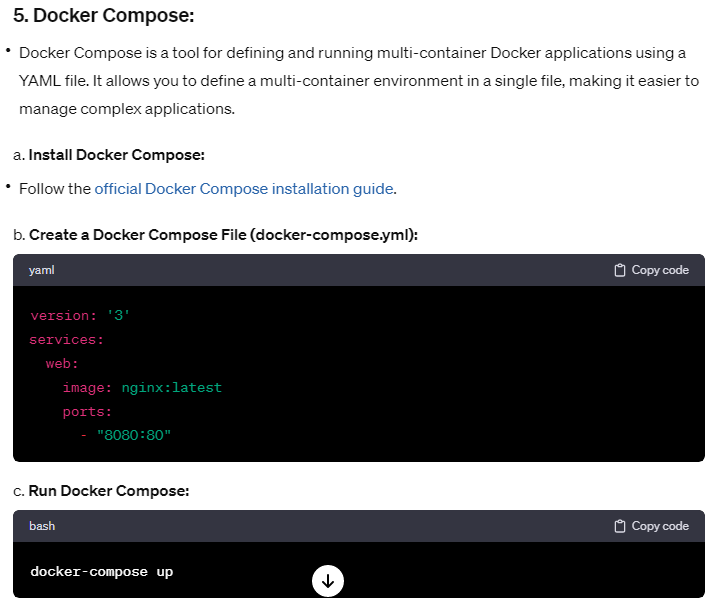 5. Docker Compose:
• Docker Compose is a tool for defining and running multi-container Docker applications using a
YAML file. It allows you to define a multi-container environment in a single file, making it easier to
manage complex applications.
a. Install Docker Compose:
• Follow the official Docker Compose installation guide.
b. Create a Docker Compose File (docker-compose.yml):
yaml Copy code
version: '3'
services:
  web:
    image: nginx:latest
    ports:
      - "8080:80"
c. Run Docker Compose:
bash Copy code
docker-compose up